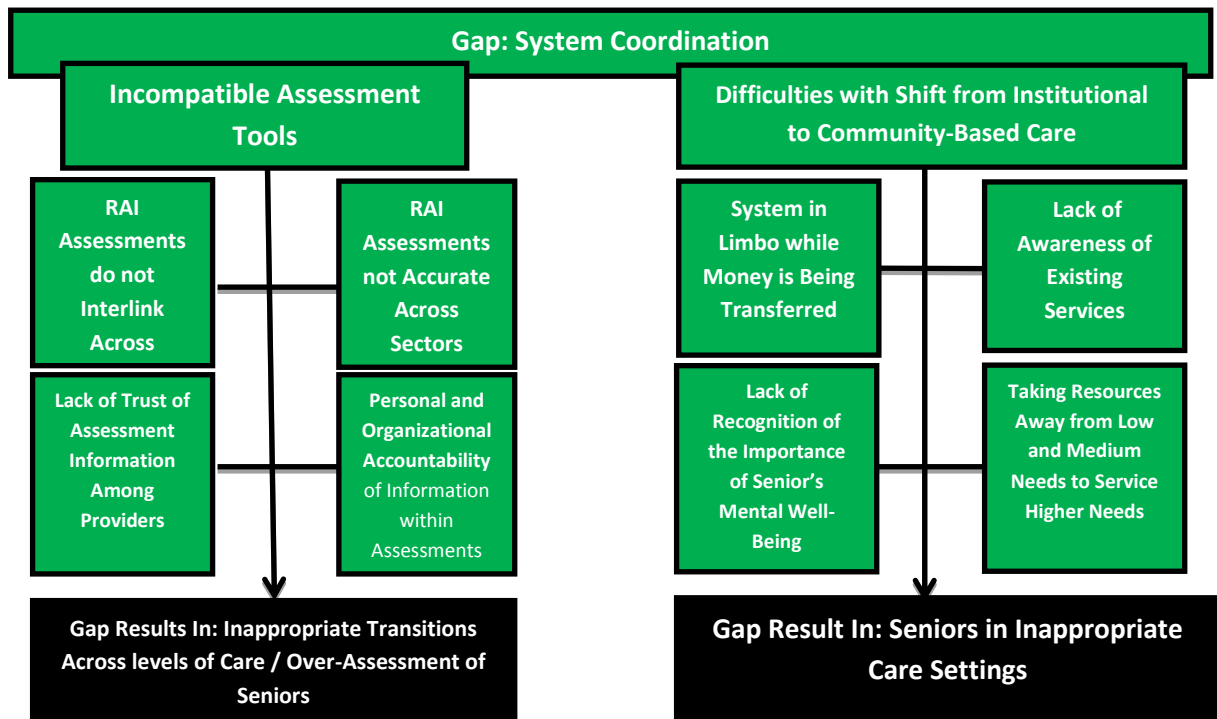 Gap: System Coordination
Incompatible Assessment
Tools
RAI
Assessments
do not
Interlink
Across
RAI
Assessments
not Accurate
Across
Sectors
Lack of Trust of
Assessment
Information
Among
Providers
Personal and
Organizational
Accountability
of Information
within
Assessments
Gap Results In: Inappropriate Transitions
Across levels of Care / Over-Assessment of
Seniors
Difficulties with Shift from Institutional
to Community-Based Care
System in
Limbo while
Money is Being
Transferred
Lack of
Awareness of
Existing
Services
Lack of
Recognition of
the Importance
of Senior’s
Mental Well-
Being
Taking Resources
Away from Low
and Medium
Needs to Service
Higher Needs
Gap Result In: Seniors in Inappropriate
Care Settings